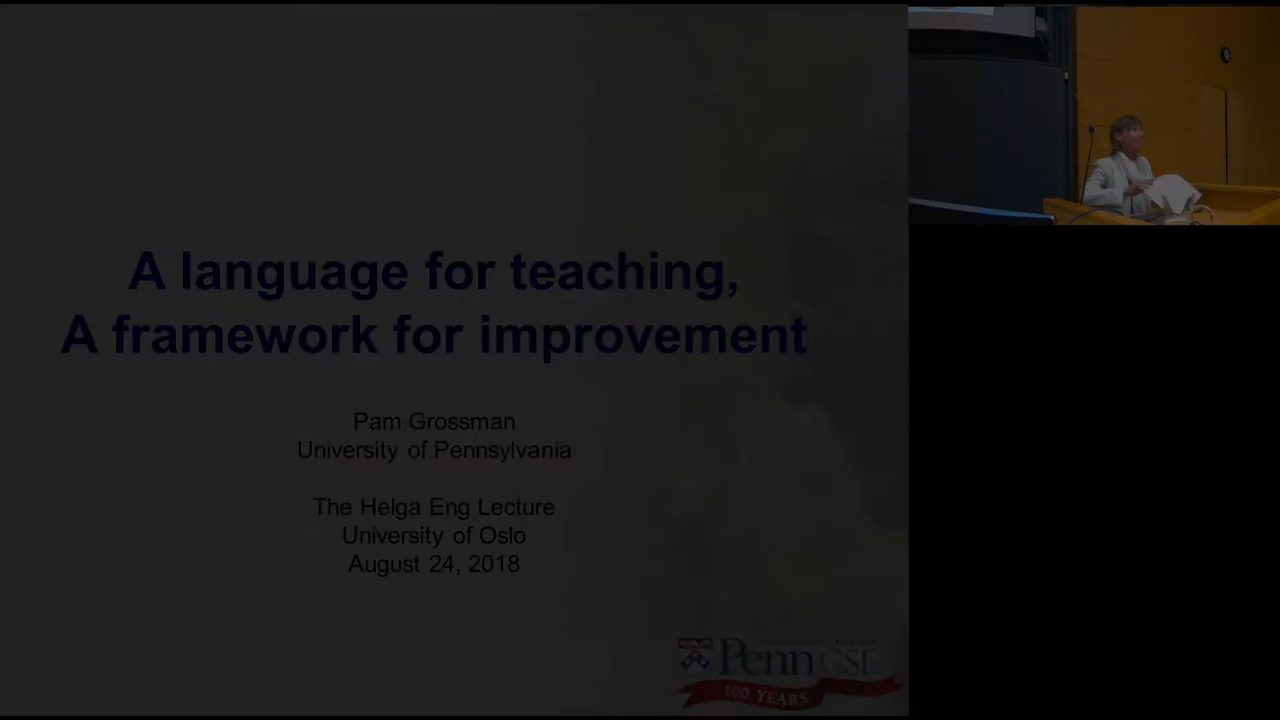 A language for teaching,
A framework for improvement
Pam Grossman
University of Pennsylvania
The Helga Eng Lecture
University of Oslo
August 24, 2018
Penn GSE
100 YEARS